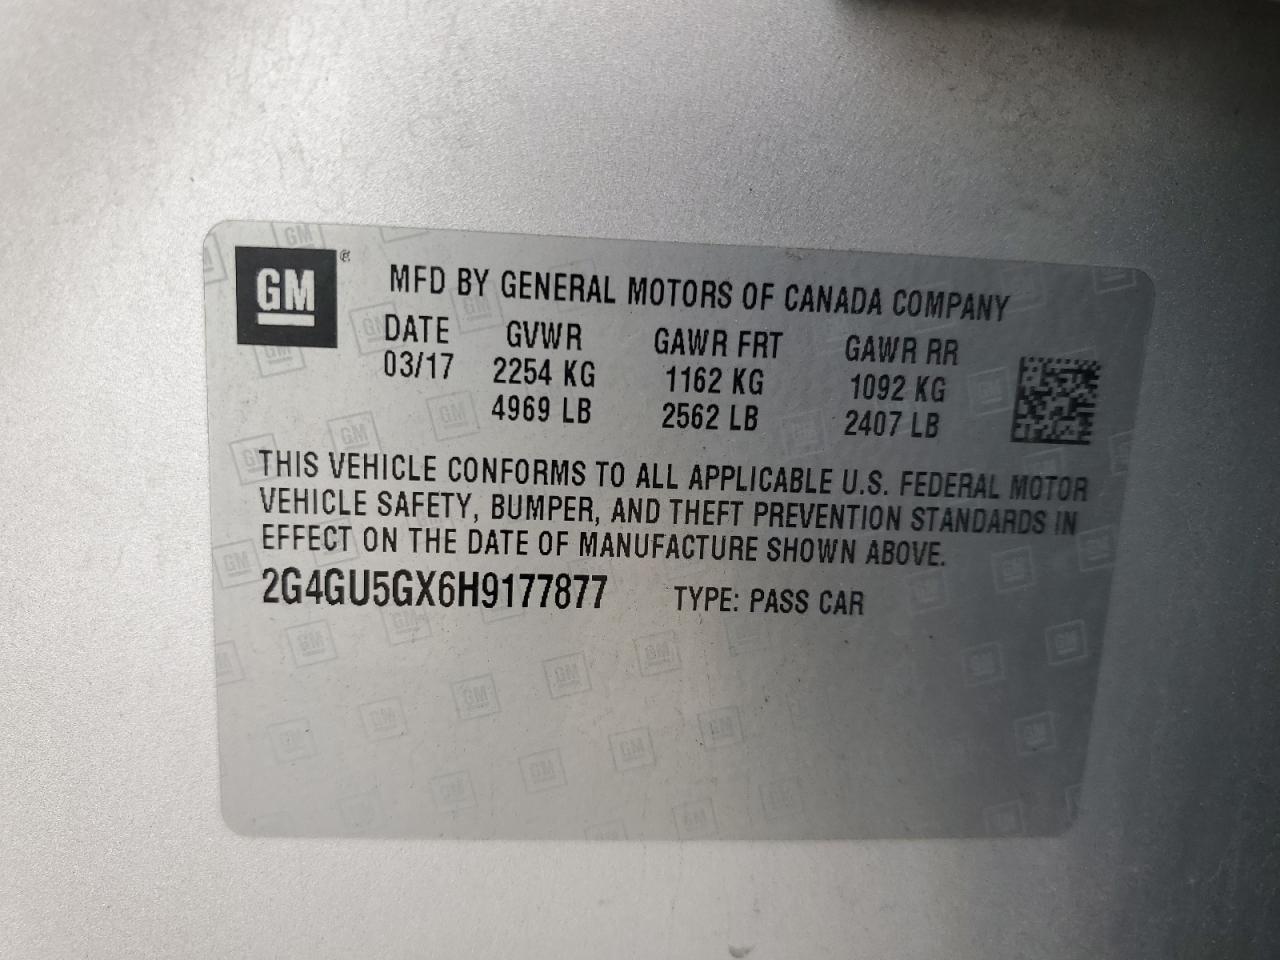 GM ®
MFD BY GENERAL MOTORS OF CANADA COMPANY
DATE GVWR GAWR FRT GAWR RR
03/17 2254 KG 1162 KG 1092 KG
4969 LB 2562 LB 2407 LB
THIS VEHICLE CONFORMS TO ALL APPLICABLE U.S. FEDERAL MOTOR
VEHICLE SAFETY, BUMPER, AND THEFT PREVENTION STANDARDS IN
EFFECT ON THE DATE OF MANUFACTURE SHOWN ABOVE.
2G4GU5GX6H9177877 TYPE: PASS CAR